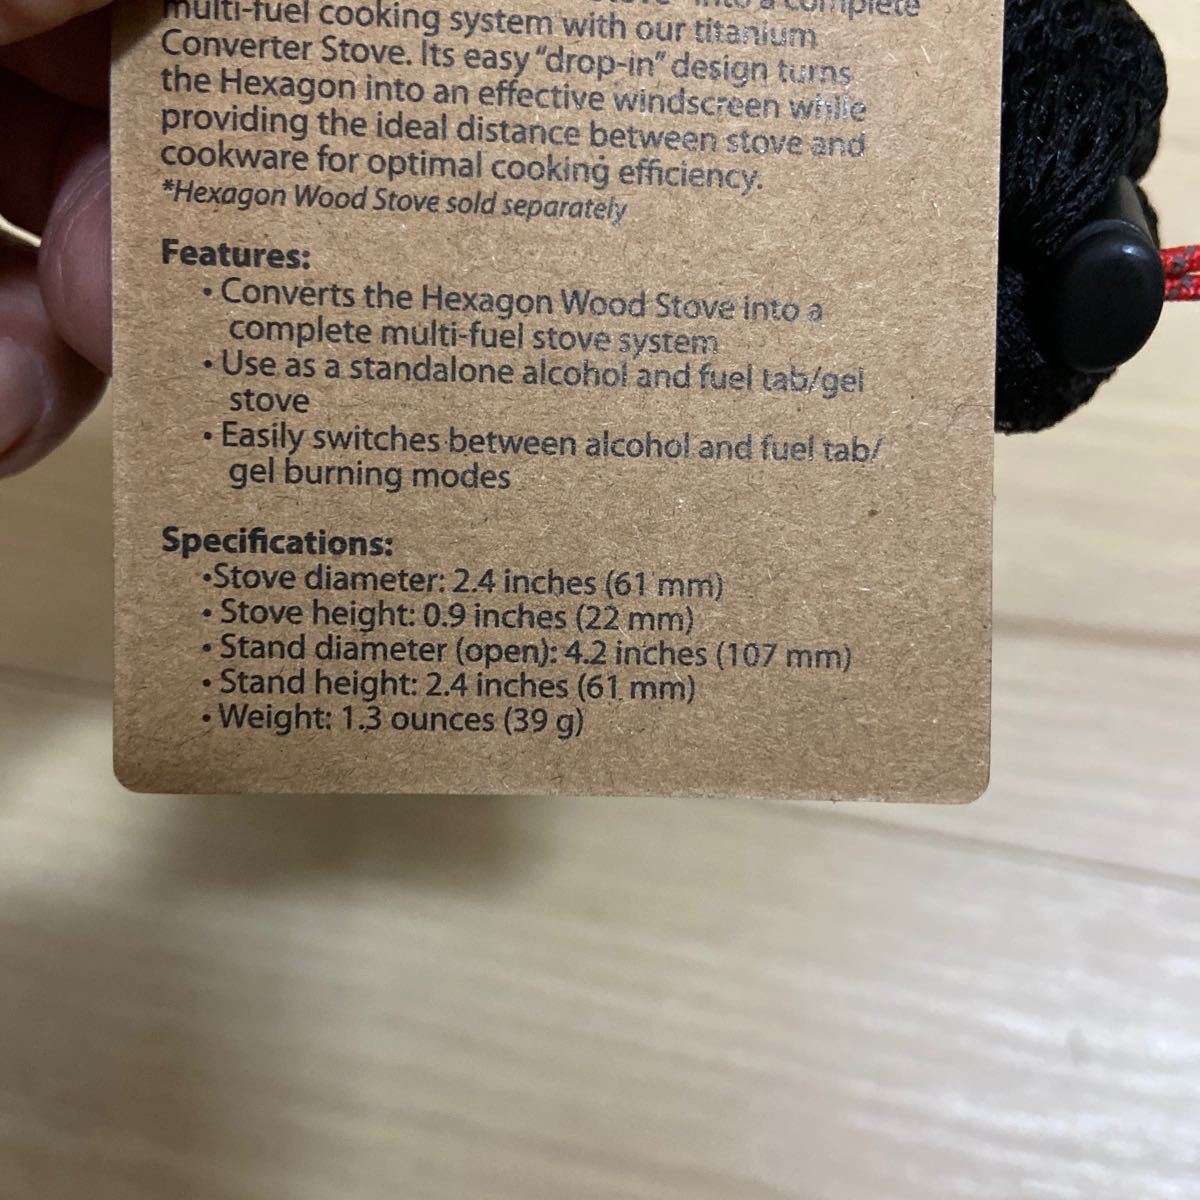 Stove* into a complete
multi-fuel cooking system with our titanium
Converter Stove. Its easy “drop-in” design turns
the Hexagon into an effective windscreen while
providing the ideal distance between stove and
cookware for optimal cooking efficiency.
*Hexagon Wood Stove sold separately
Features:
• Converts the Hexagon Wood Stove into a
complete multi-fuel stove system
• Use as a standalone alcohol and fuel tab/gel
stove
• Easily switches between alcohol and fuel tab/
gel burning modes
Specifications:
•Stove diameter: 2.4 inches (61 mm)
• Stove height: 0.9 inches (22 mm)
• Stand diameter (open): 4.2 inches (107 mm)
• Stand height: 2.4 inches (61 mm)
• Weight: 1.3 ounces (39 g)